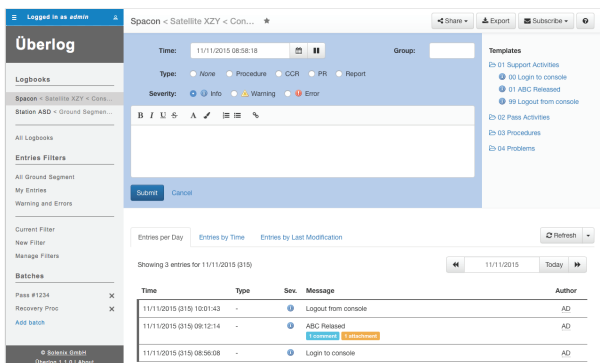 Logged in as admin
Überlog
Logbooks
Spacon < Satellite XZY < Cons...
Station ASD < Ground Segmen...
All Logbooks
Entries Filters
All Ground Segment
My Entries
Warning and Errors
Current Filter
New Filter
Manage Filters
Batches
Pass #1234
Recovery Proc
Add batch
© Solenix GmbH
Überlog 1.1.0 | About
Spacon < Satellite XZY < Con...
Share
Export
Subscribe
Time: 11/11/2015 08:58:18 Group:
Type: None Procedure CCR PR Report
Severity: Info Warning Error
B I U S A
Submit Cancel
Templates
01 Support Activities
00 Login to console
01 ABC Released
99 Logout from console
02 Pass Activities
03 Procedures
04 Problems
Entries per Day Entries by Time Entries by Last Modification
Refresh
Showing 3 entries for 11/11/2015 (315)
11/11/2015 Today
Time Type Sev. Message Author
11/11/2015 (315) 10:01:43 - Logout from console AD
11/11/2015 (315) 09:12:14 - ABC Relased AD
1 comment 1 attachment
11/11/2015 (315) 08:56:08 - Login to console AD